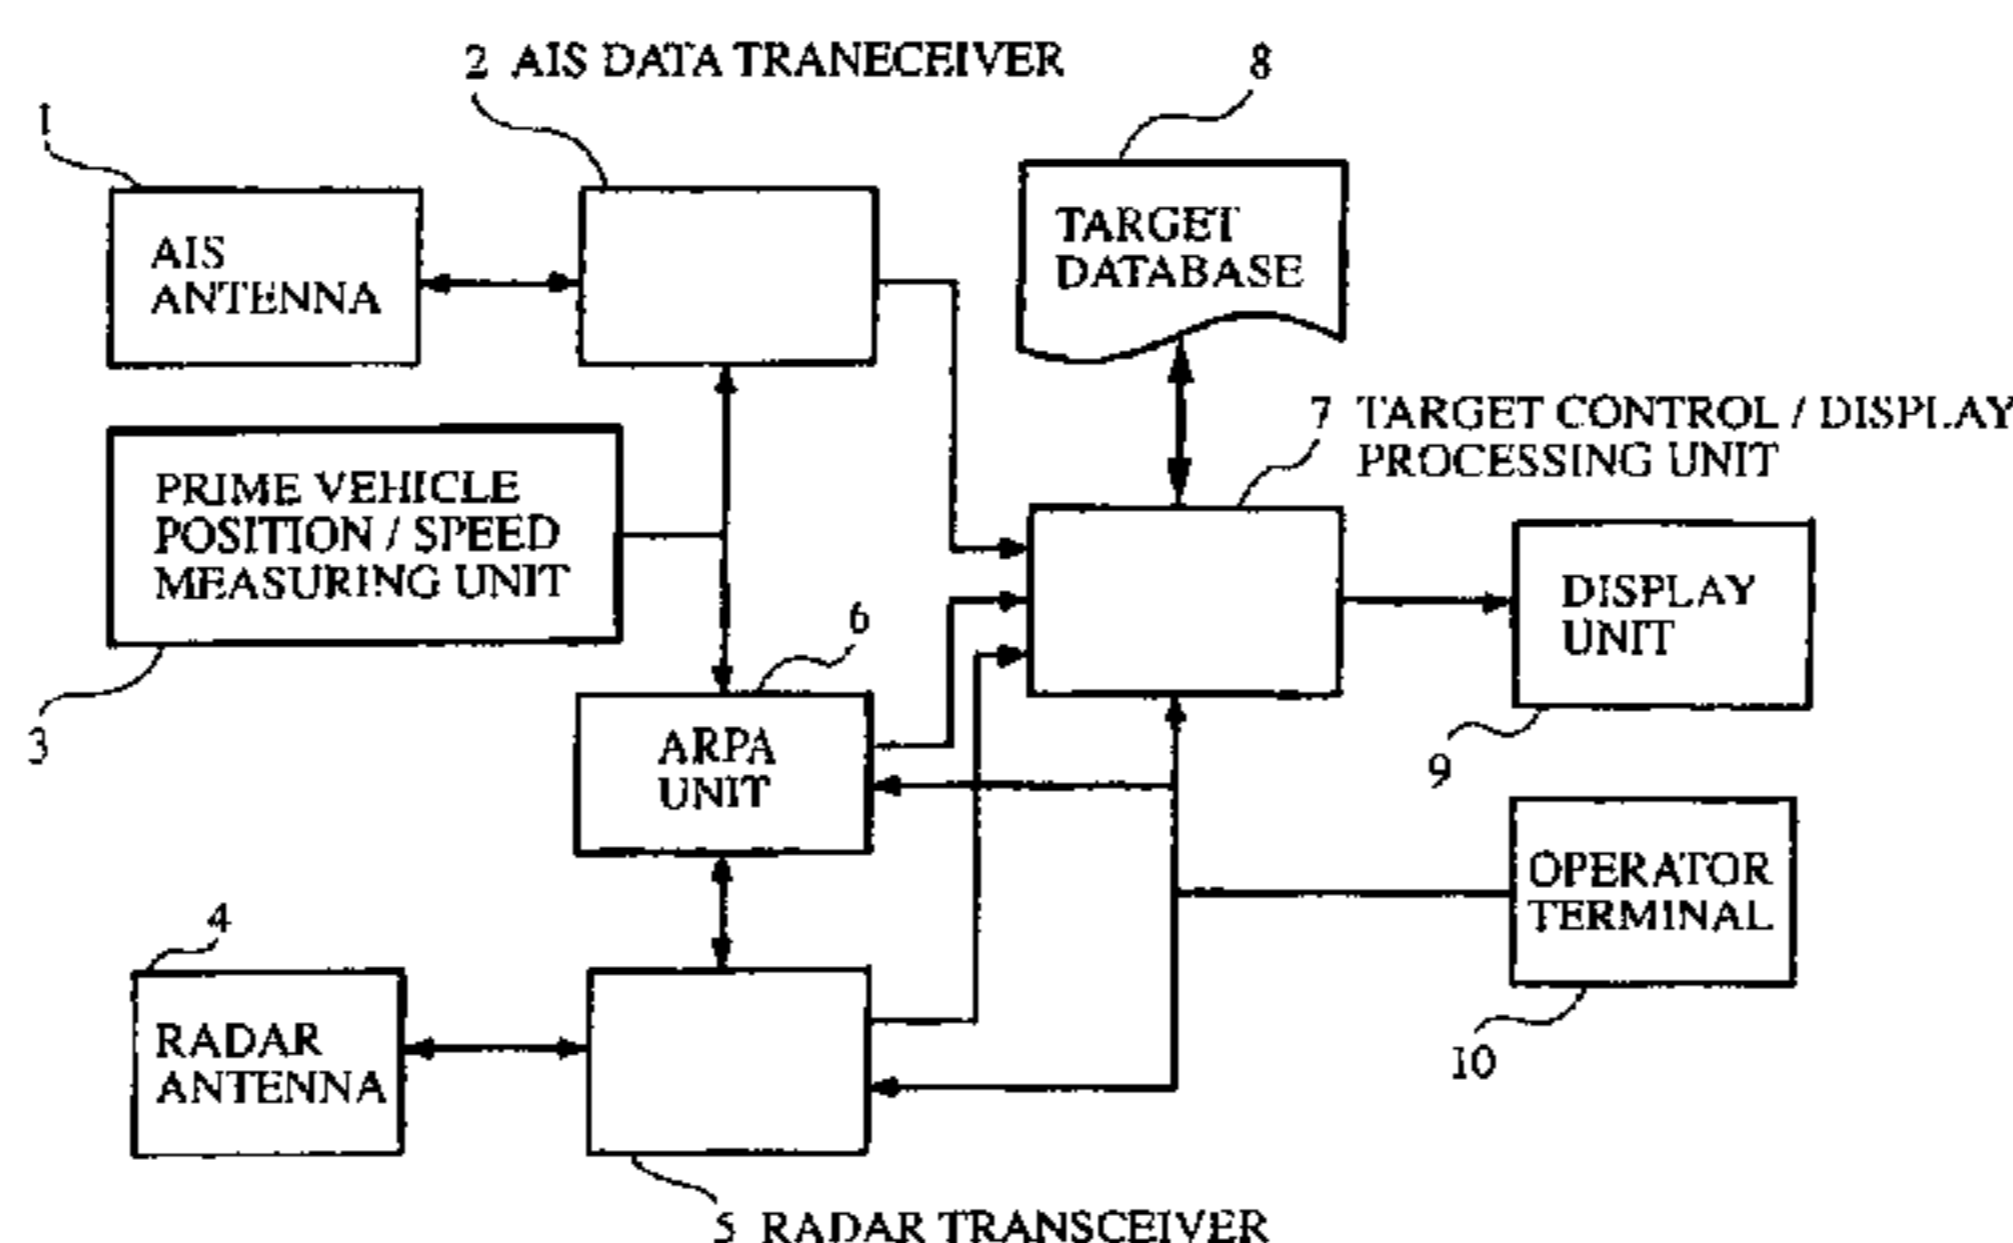 2 AIS DATA TRANECEIVER
8
1
AIS
ANTENNA
TARGET
DATABASE
7 TARGET CONTROL / DISPLAY
PROCESSING UNIT
PRIME VEHICLE
POSITION / SPEED
MEASURING UNIT
3
6
DISPLAY
UNIT
9
ARPA
UNIT
OPERATOR
TERMINAL
10
4
RADAR
ANTENNA
5 RADAR TRANSCEIVER